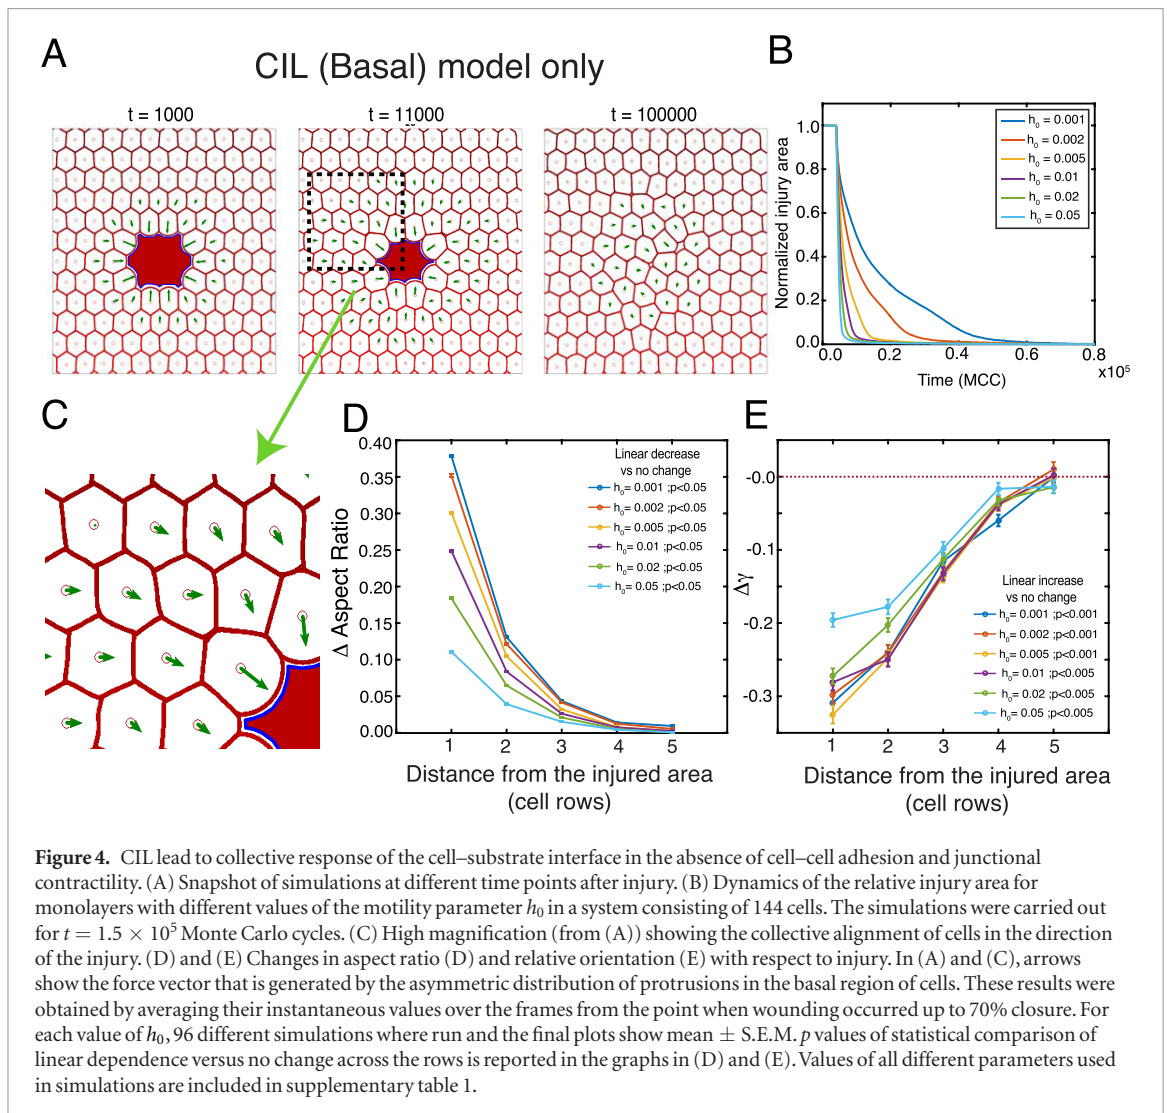 A
CIL (Basal) model only
t = 1000
t = 11000
t = 100000
B
Normalized injury area
1.0
0.8
0.6
0.4
0.2
0.0
0.0
0.2
0.4
0.6
0.8
x10⁵
Time (MCC)
h₀ = 0.001
h₀ = 0.002
h₀ = 0.005
h₀ = 0.01
h₀ = 0.02
h₀ = 0.05
C
D
Δ Aspect Ratio
0.40
0.35
0.30
0.25
0.20
0.15
0.10
0.05
0.00
Linear decrease
vs no change
h₀= 0.001 ;p<0.05
h₀= 0.002 ;p<0.05
h₀= 0.005 ;p<0.05
h₀= 0.01 ;p<0.05
h₀= 0.02 ;p<0.05
h₀= 0.05 ;p<0.05
1
2
3
4
5
Distance from the injured area
(cell rows)
E
Δγ
-0.0
-0.1
-0.2
-0.3
Linear increase
vs no change
h₀= 0.001 ;p<0.001
h₀= 0.002 ;p<0.001
h₀= 0.005 ;p<0.001
h₀= 0.01 ;p<0.005
h₀= 0.02 ;p<0.005
h₀= 0.05 ;p<0.005
1
2
3
4
5
Distance from the injured area
(cell rows)
Figure 4. CIL lead to collective response of the cell–substrate interface in the absence of cell–cell adhesion and junctional
contractility. (A) Snapshot of simulations at different time points after injury. (B) Dynamics of the relative injury area for
monolayers with different values of the motility parameter h₀ in a system consisting of 144 cells. The simulations were carried out
for t = 1.5 × 10⁵ Monte Carlo cycles. (C) High magnification (from (A)) showing the collective alignment of cells in the direction
of the injury. (D) and (E) Changes in aspect ratio (D) and relative orientation (E) with respect to injury. In (A) and (C), arrows
show the force vector that is generated by the asymmetric distribution of protrusions in the basal region of cells. These results were
obtained by averaging their instantaneous values over the frames from the point when wounding occurred up to 70% closure. For
each value of h₀, 96 different simulations where run and the final plots show mean ± S.E.M. p values of statistical comparison of
linear dependence versus no change across the rows is reported in the graphs in (D) and (E). Values of all different parameters used
in simulations are included in supplementary table 1.